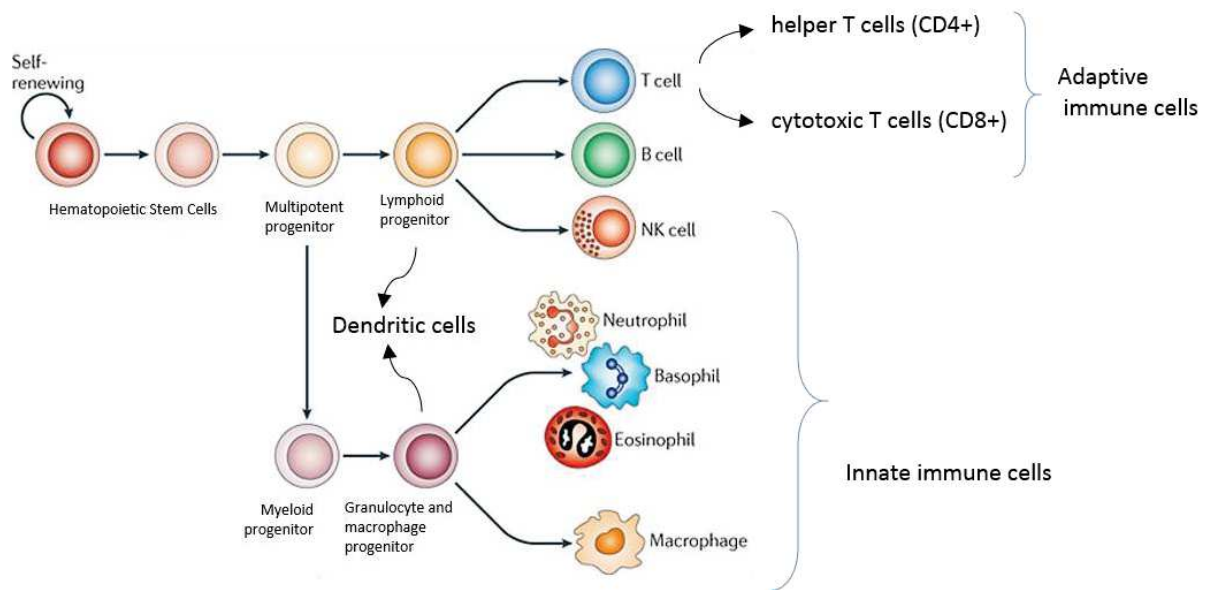 helper T cells (CD4+)
Self-
renewing
T cell
Adaptive
immune cells
cytotoxic T cells (CD8+)
B cell
Hematopoietic Stem Cells
Multipotent
progenitor
Lymphoid
progenitor
NK cell
Dendritic cells
Neutrophil
Basophil
Eosinophil
Innate immune cells
Myeloid
progenitor
Granulocyte and
macrophage
progenitor
Macrophage